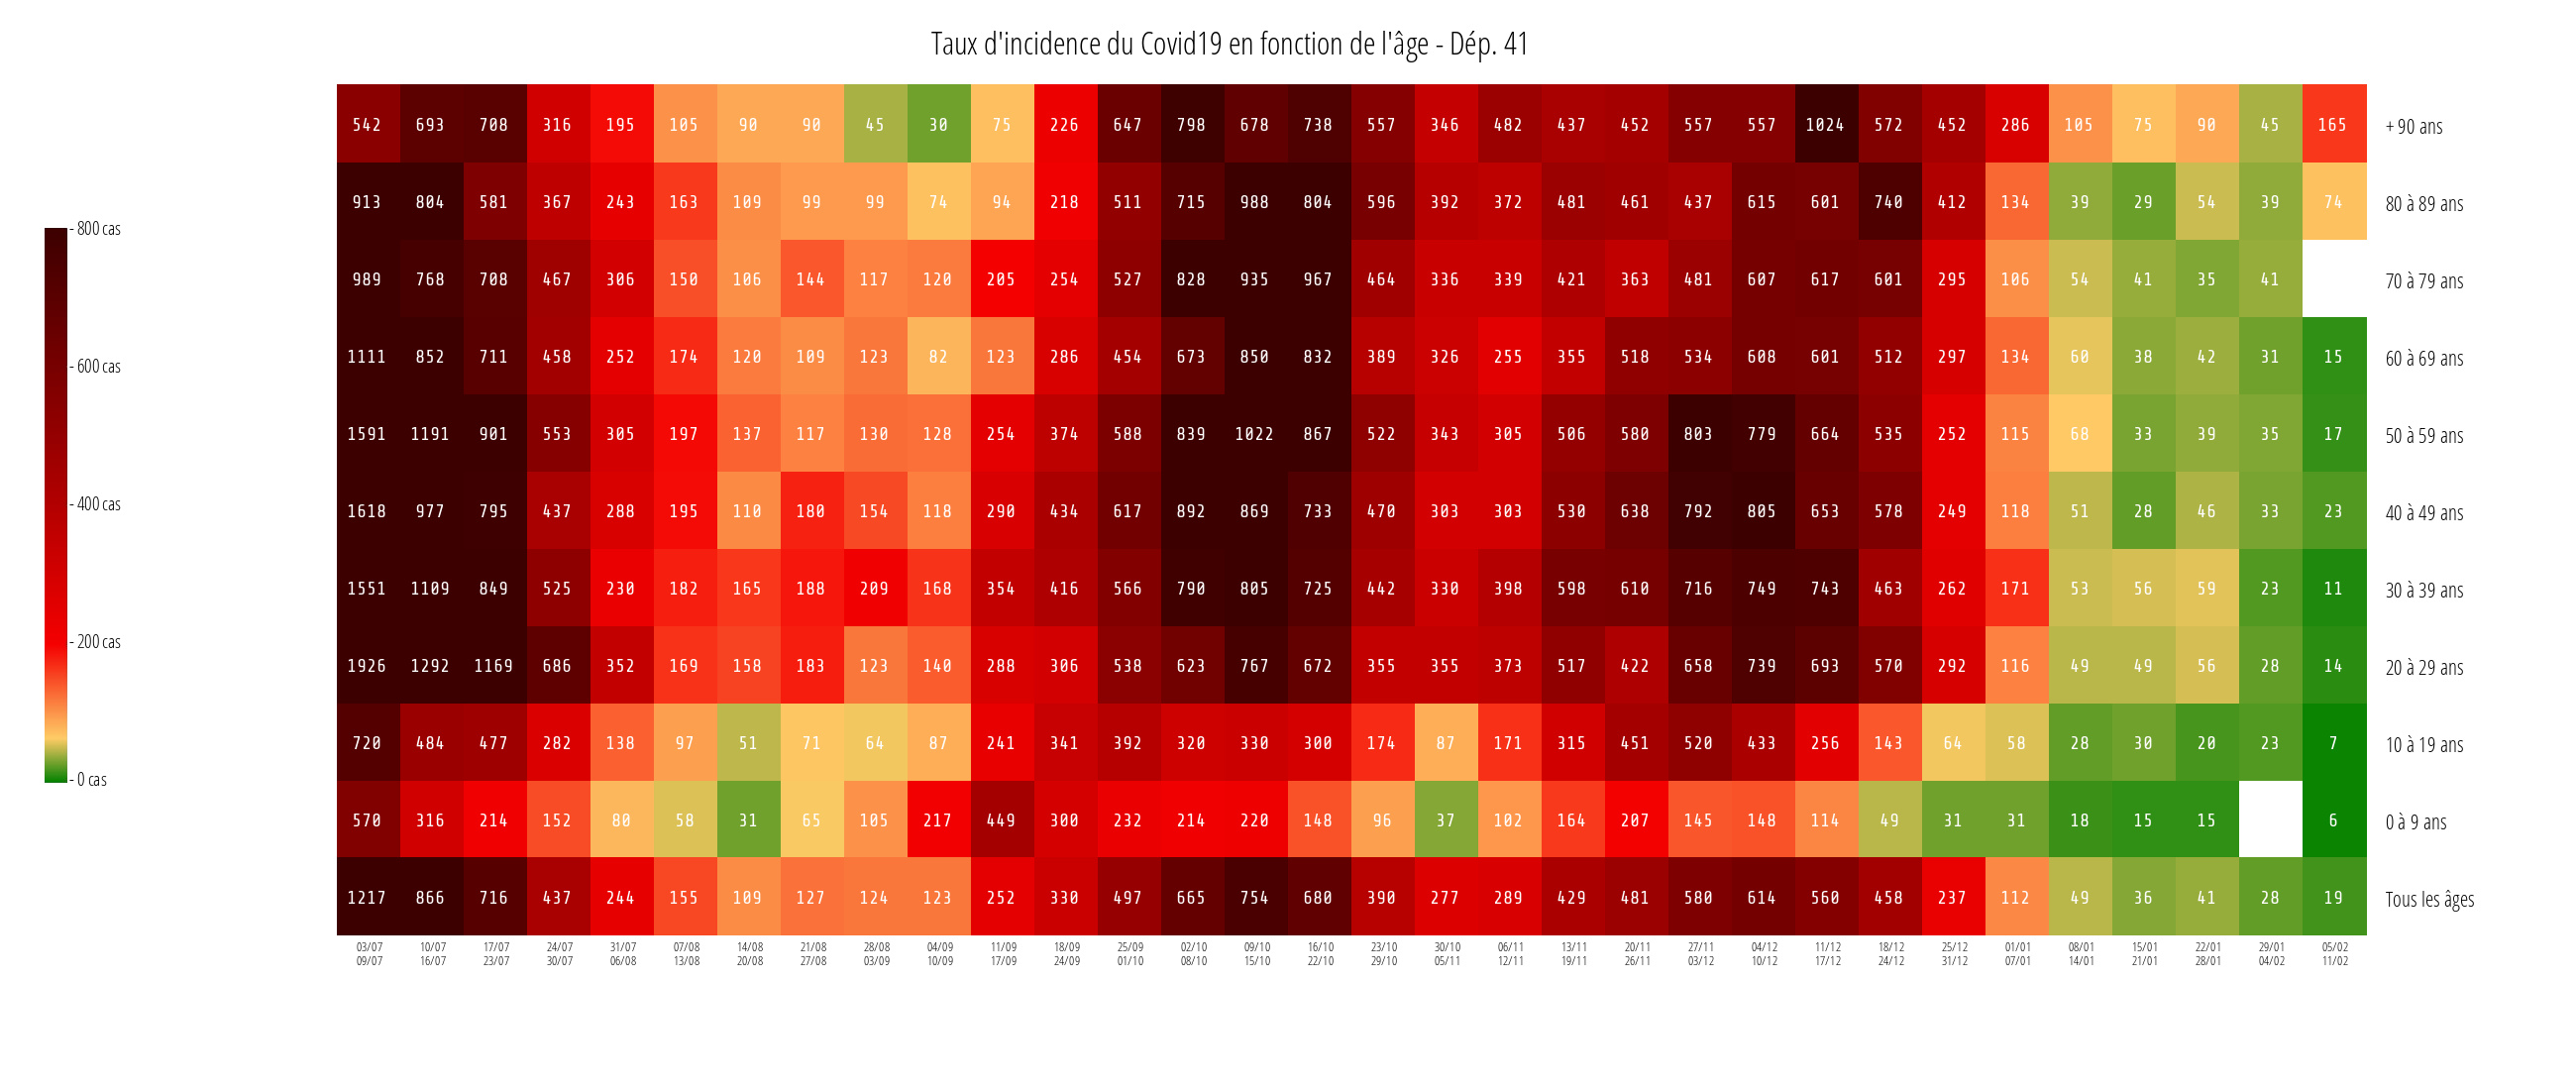 Taux d'incidence du Covid19 en fonction de l'âge - Dép. 41
- 800 cas
- 600 cas
- 400 cas
- 200 cas
- 0 cas
542 693 708 316 195 105 90 90 45 30 75 226 647 798 678 738 557 346 482 437 452 557 557 1024 572 452 286 105 75 90 45 165 + 90 ans
913 804 581 367 243 163 109 99 99 74 94 218 511 715 988 804 596 392 372 481 461 437 615 601 740 412 134 39 29 54 39 74 80 à 89 ans
989 768 708 467 306 150 106 144 117 120 205 254 527 828 935 967 464 336 339 421 363 481 607 617 601 295 106 54 41 35 41 70 à 79 ans
1111 852 711 458 252 174 120 109 123 82 123 286 454 673 850 832 389 326 255 355 518 534 608 601 512 297 134 60 38 42 31 15 60 à 69 ans
1591 1191 901 553 305 197 137 117 130 128 254 374 588 839 1022 867 522 343 305 506 580 803 779 664 535 252 115 68 33 39 35 17 50 à 59 ans
1618 977 795 437 288 195 110 180 154 118 290 434 617 892 869 733 470 303 303 530 638 792 805 653 578 249 118 51 28 46 33 23 40 à 49 ans
1551 1109 849 525 230 182 165 188 209 168 354 416 566 790 805 725 442 330 398 598 610 716 749 743 463 262 171 53 56 59 23 11 30 à 39 ans
1926 1292 1169 686 352 169 158 183 123 140 288 306 538 623 767 672 355 355 373 517 422 658 739 693 570 292 116 49 49 56 28 14 20 à 29 ans
720 484 477 282 138 97 51 71 64 87 241 341 392 320 330 300 174 87 171 315 451 520 433 256 143 64 58 28 30 20 23 7 10 à 19 ans
570 316 214 152 80 58 31 65 105 217 449 300 232 214 220 148 96 37 102 164 207 145 148 114 49 31 31 18 15 15 6 0 à 9 ans
1217 866 716 437 244 155 109 127 124 123 252 330 497 665 754 680 390 277 289 429 481 580 614 560 458 237 112 49 36 41 28 19 Tous les âges
03/07 10/07 17/07 24/07 31/07 07/08 14/08 21/08 28/08 04/09 11/09 18/09 25/09 02/10 09/10 16/10 23/10 30/10 06/11 13/11 20/11 27/11 04/12 11/12 18/12 25/12 01/01 08/01 15/01 22/01 29/01 05/02
09/07 16/07 23/07 30/07 06/08 13/08 20/08 27/08 03/09 10/09 17/09 24/09 01/10 08/10 15/10 22/10 29/10 05/11 12/11 19/11 26/11 03/12 10/12 17/12 24/12 31/12 07/01 14/01 21/01 28/01 04/02 11/02